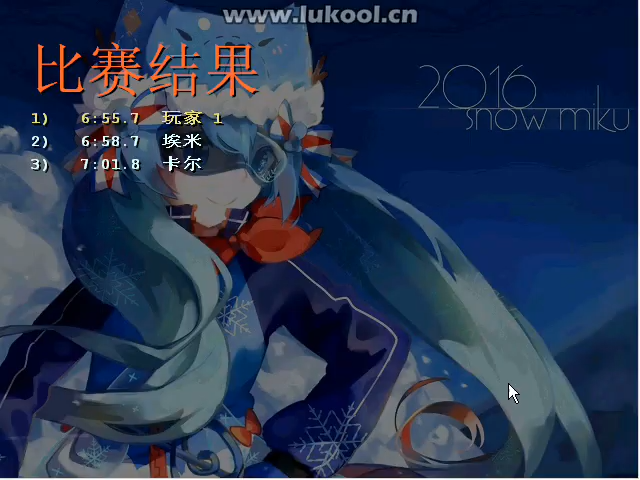 www.lukool.cn
比赛结果
2016
snow miku
1) 6:55.7 玩家 1
2) 6:58.7 埃米
3) 7:01.8 卡尔